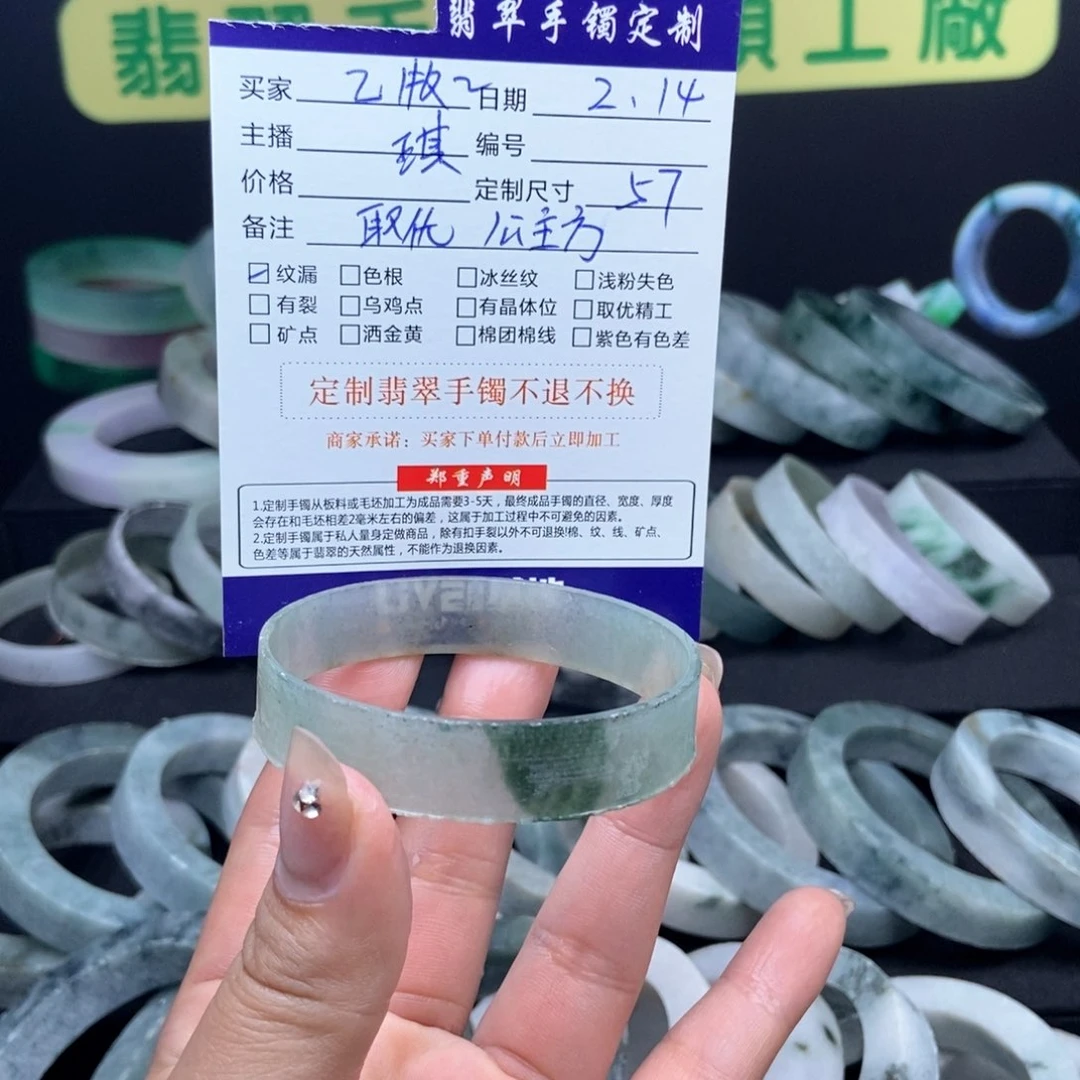 翡 工廠
翡翠手镯定制
买家 日期 2.14
主播 琪 编号
价格 定制尺寸 57
备注 取优 公主方
纹漏 色根 冰丝纹 浅粉失色
有裂 乌鸡点 有晶体位 取优精工
矿点 洒金黄 棉团棉线 紫色有色差
定制翡翠手镯不退不换
商家承诺：买家下单付款后立即加工
郑重声明
1.定制手镯从板料或毛坯加工为成品需要3-5天，最终成品手镯的直径、宽度、厚度
会存在和毛坯相差2毫米左右的偏差，这属于加工过程中不可避免的因素。
2.定制手镯属于私人量身定做商品，除有扣手裂以外不可退换!棉、纹、线、矿点、
色差等属于翡翠的天然属性，不能作为退换因素。